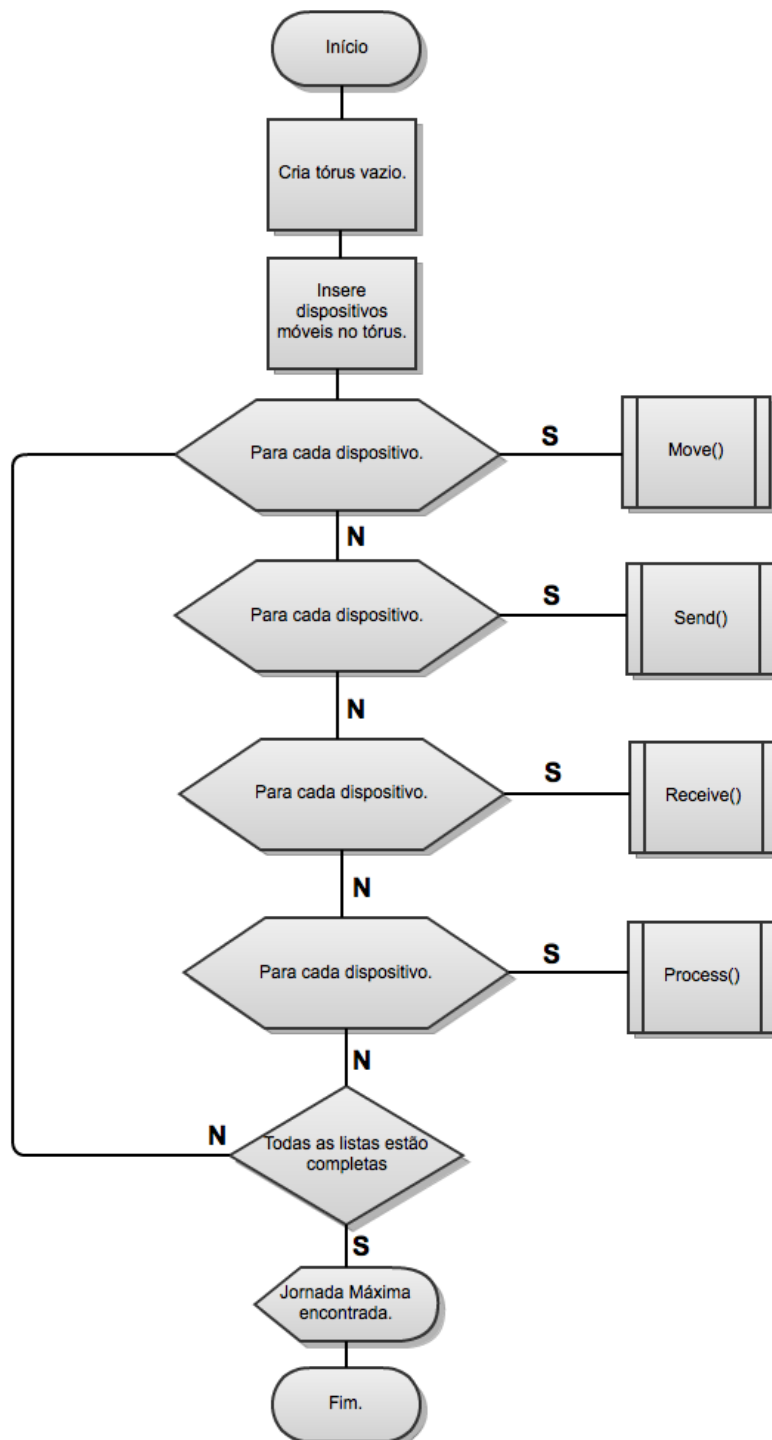 Início
Cria tórus vazio.
Insere
dispositivos
móveis no tórus.
Para cada dispositivo.
S
Move()
N
Para cada dispositivo.
S
Send()
N
Para cada dispositivo.
S
Receive()
N
Para cada dispositivo.
S
Process()
N
N
Todas as listas estão
completas
S
Jornada Máxima
encontrada.
Fim.